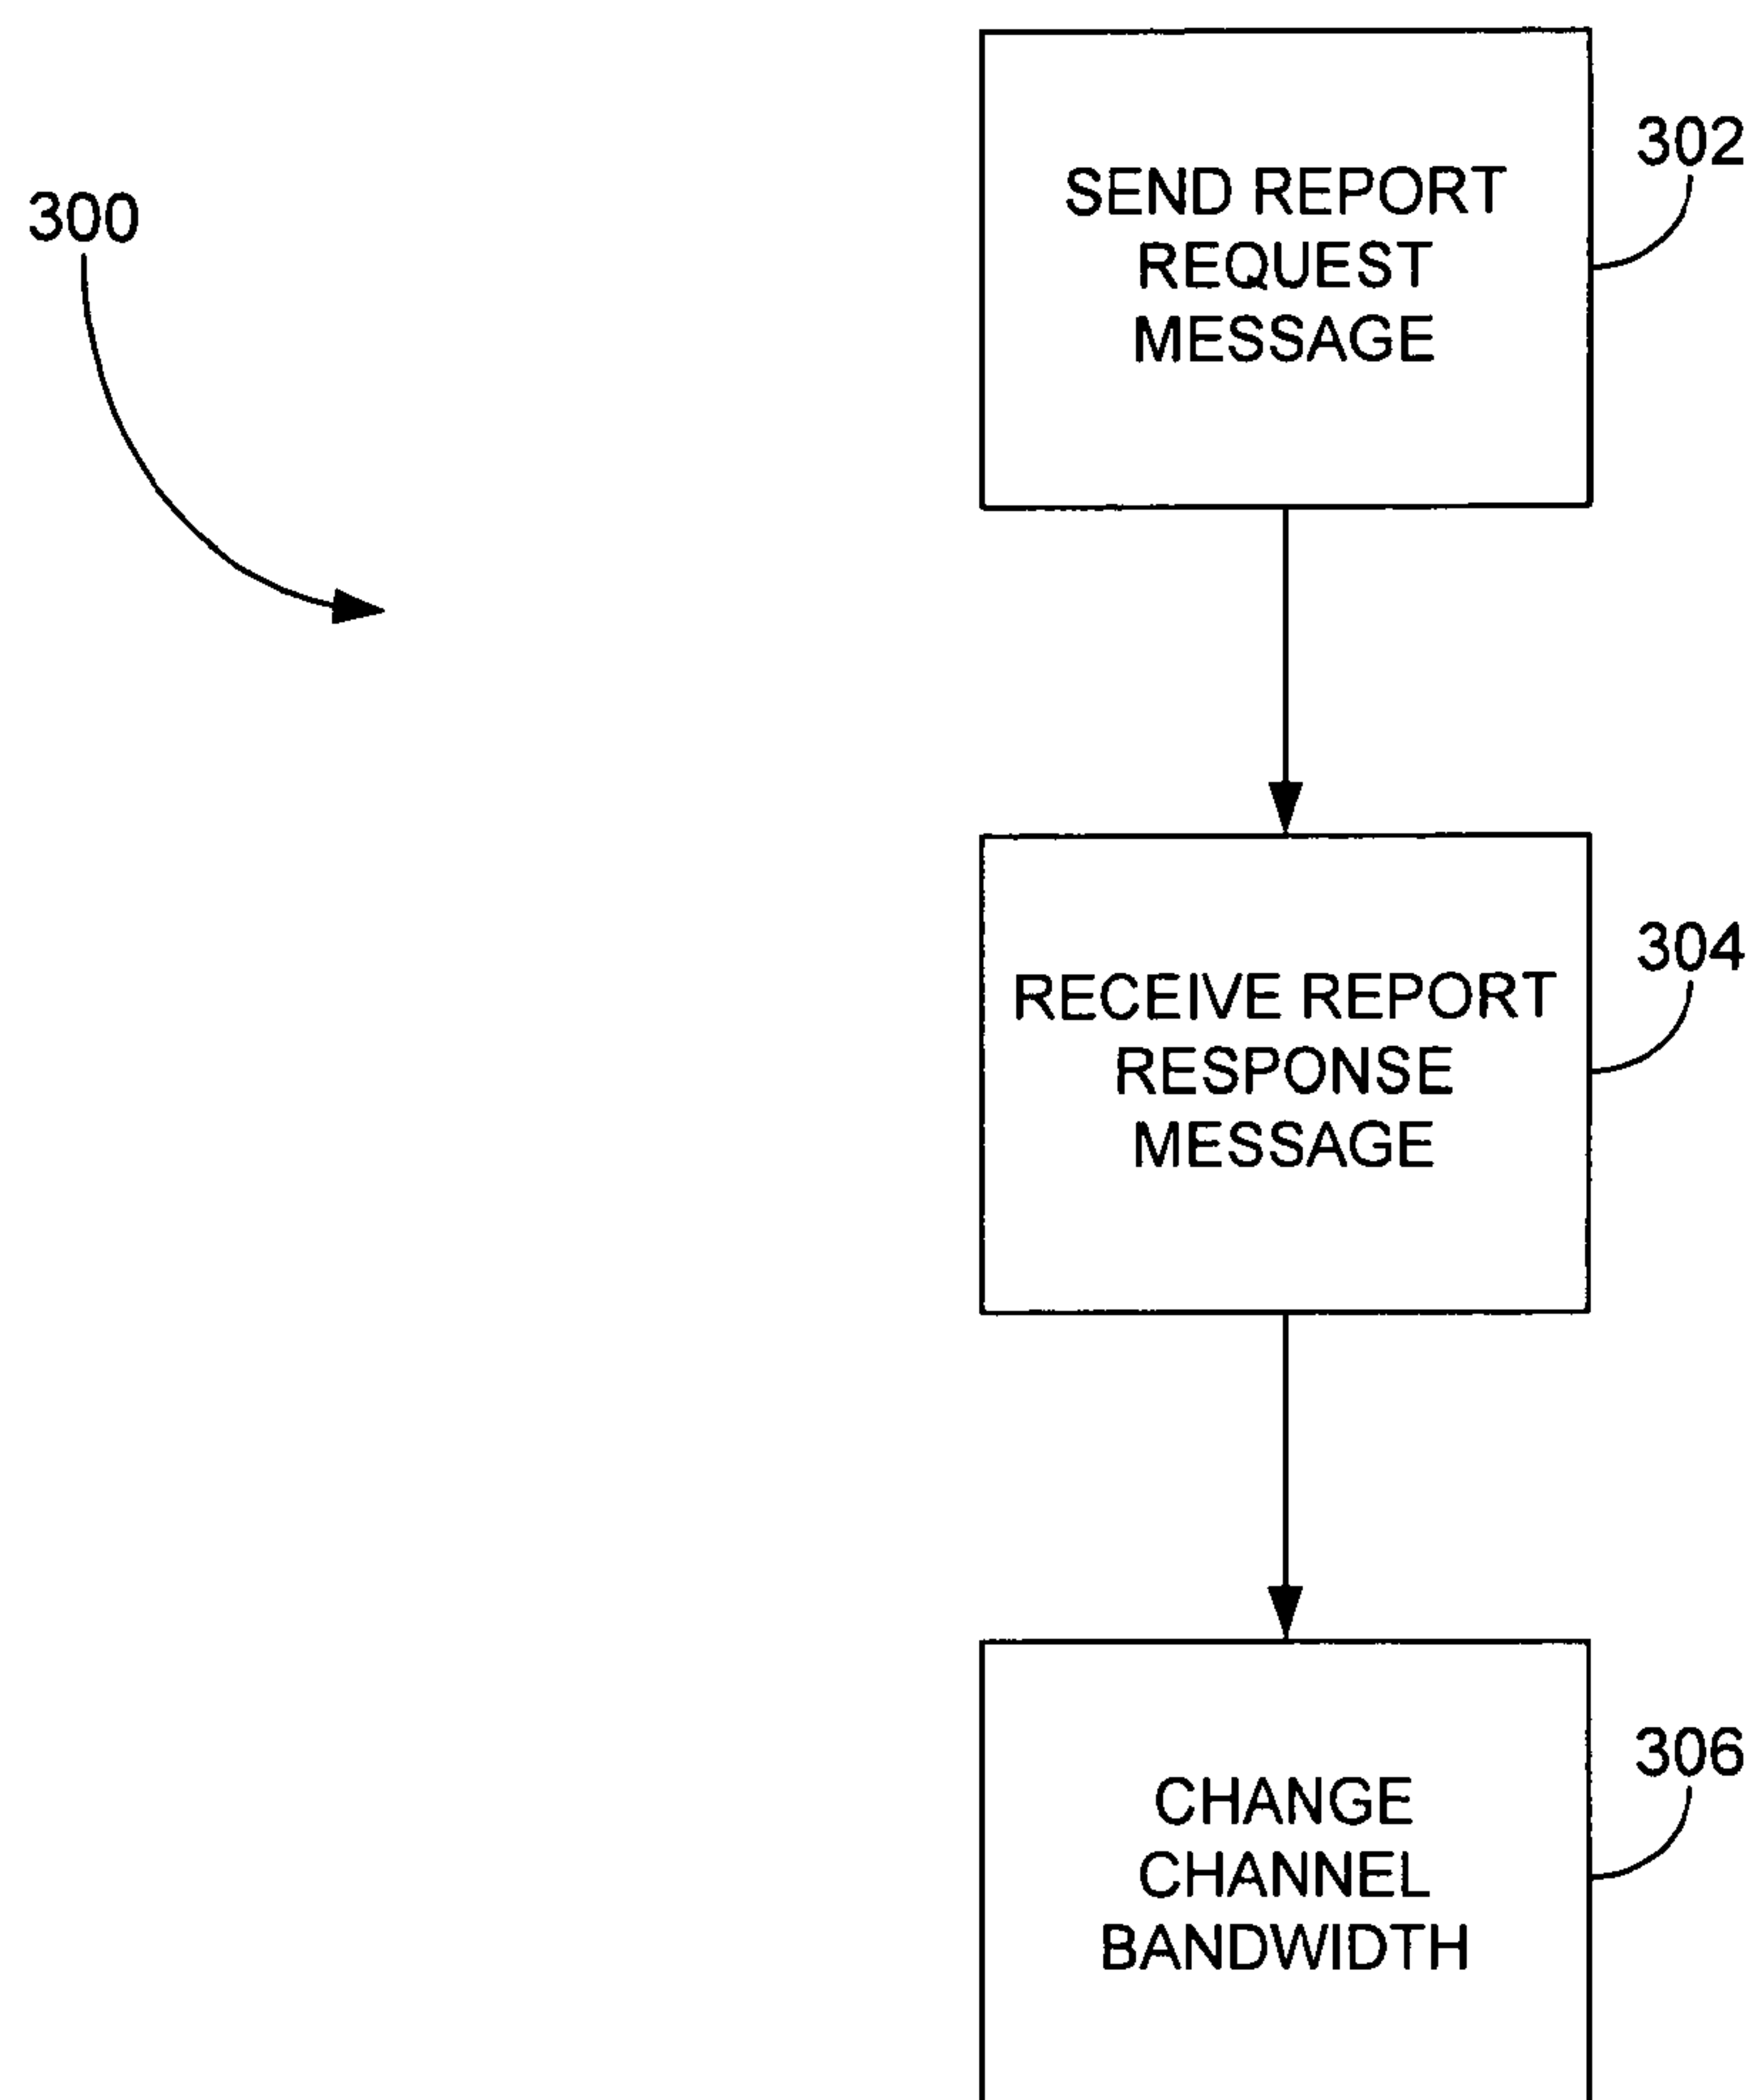 300
302
SEND REPORT
REQUEST
MESSAGE
304
RECEIVE REPORT
RESPONSE
MESSAGE
306
CHANGE
CHANNEL
BANDWIDTH